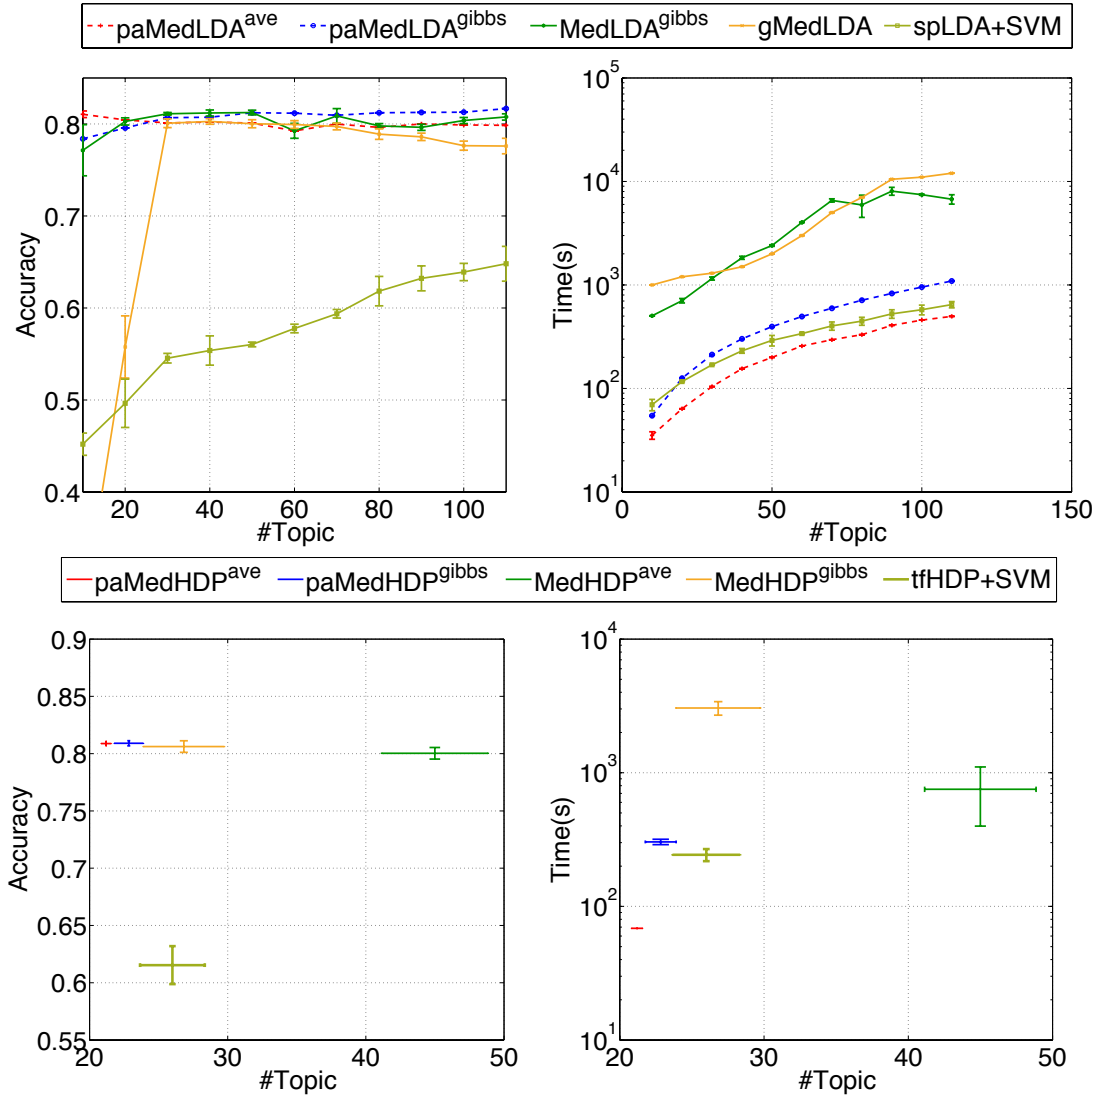 paMedLDA^ave paMedLDA^gibbs MedLDA^gibbs gMedLDA spLDA+SVM
0.8
0.7
0.6
0.5
0.4
Accuracy
20 40 60 80 100
#Topic
10^5
10^4
10^3
10^2
10^1
Time(s)
0 50 100 150
#Topic
paMedHDP^ave paMedHDP^gibbs MedHDP^ave MedHDP^gibbs tfHDP+SVM
0.9
0.85
0.8
0.75
0.7
0.65
0.6
0.55
Accuracy
20 30 40 50
#Topic
10^4
10^3
10^2
10^1
Time(s)
20 30 40 50
#Topic